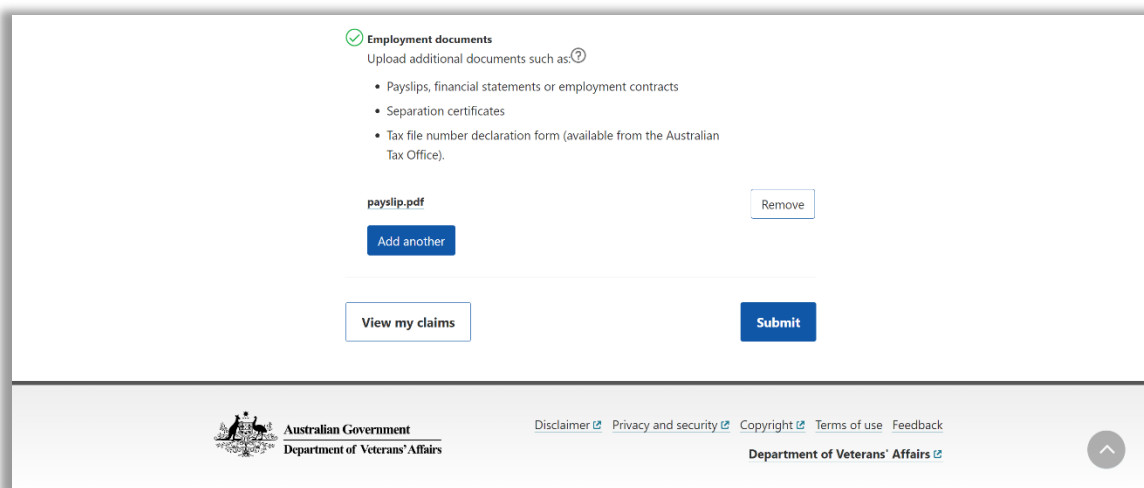 Employment documents
Upload additional documents such as:?
• Payslips, financial statements or employment contracts
• Separation certificates
• Tax file number declaration form (available from the Australian
Tax Office).
payslip.pdf
Remove
Add another
View my claims
Submit
Australian Government
Department of Veterans' Affairs
Disclaimer Privacy and security Copyright Terms of use Feedback
Department of Veterans' Affairs